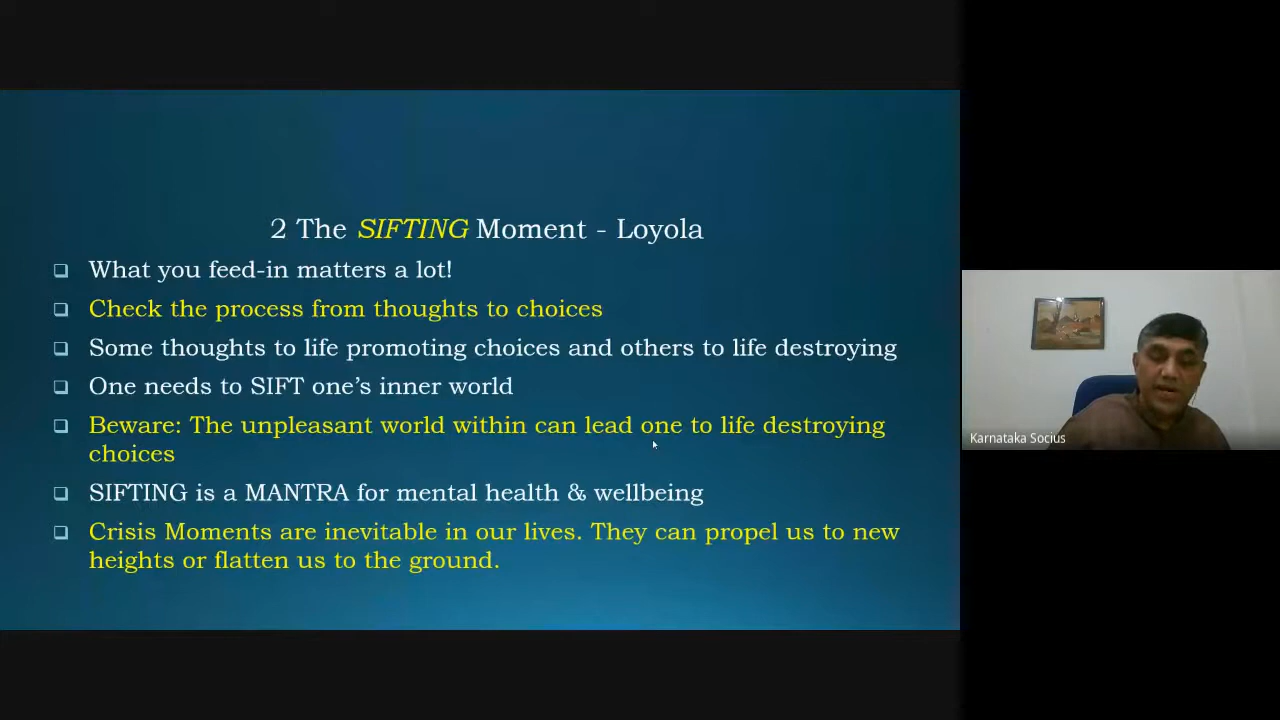 2 The SIFTING Moment - Loyola
❑ What you feed-in matters a lot!
❑ Check the process from thoughts to choices
❑ Some thoughts to life promoting choices and others to life destroying
❑ One needs to SIFT one’s inner world
❑ Beware: The unpleasant world within can lead one to life destroying
choices
❑ SIFTING is a MANTRA for mental health & wellbeing
❑ Crisis Moments are inevitable in our lives. They can propel us to new
heights or flatten us to the ground.
Karnataka Socius